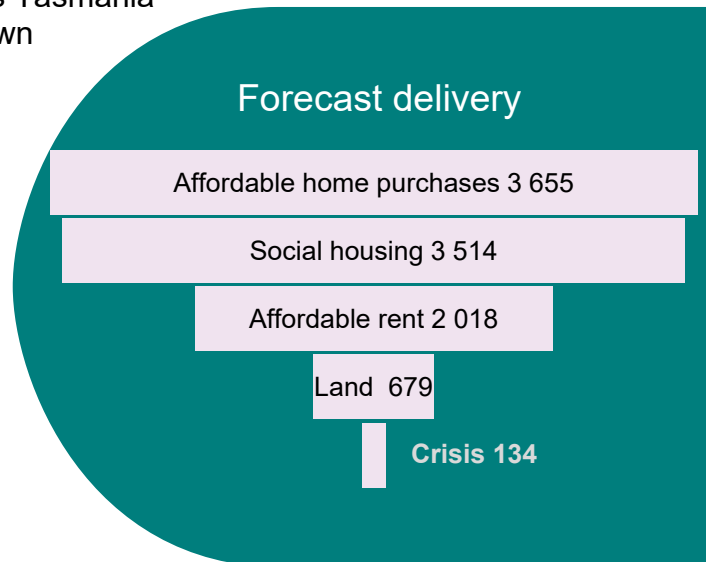 Tasmania
Forecast delivery
Affordable home purchases 3 655
Social housing 3 514
Affordable rent 2 018
Land  679
Crisis 134